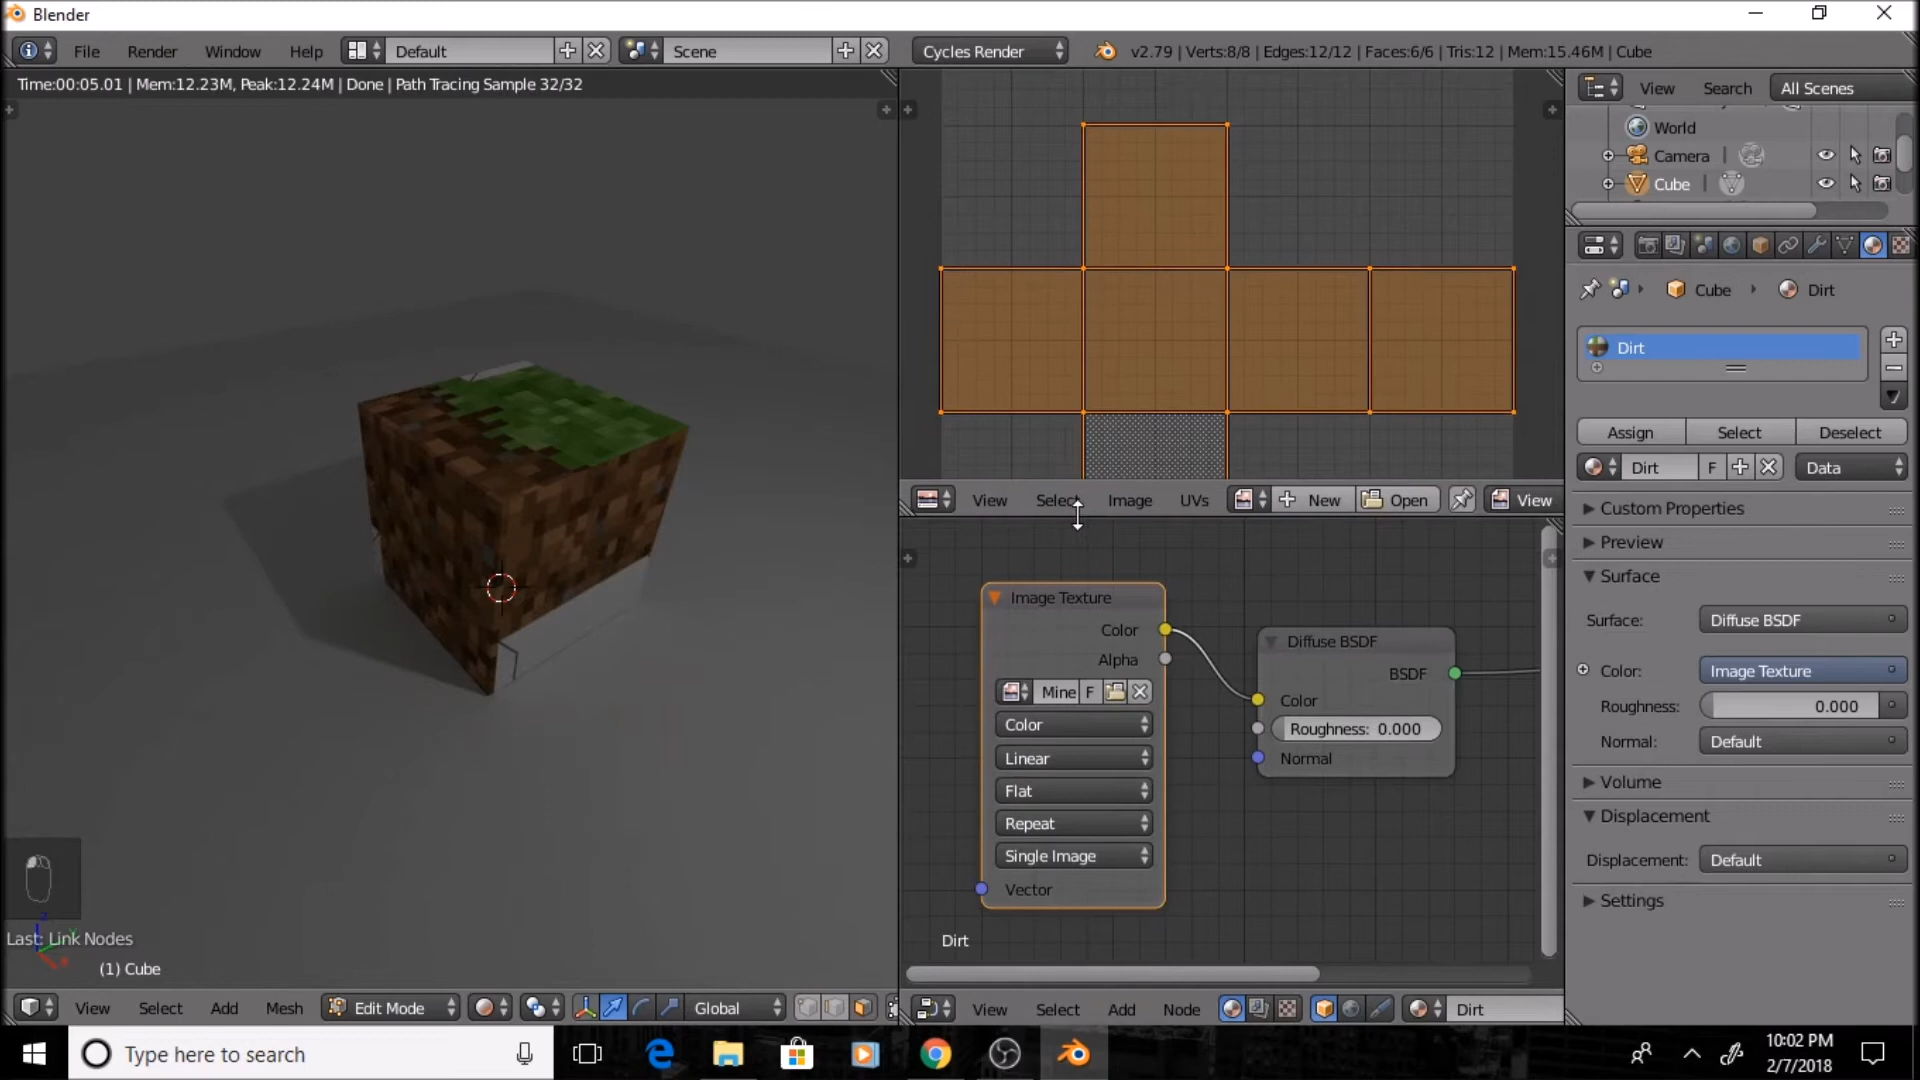 Blender
File Render Window Help Default Scene Cycles Render v2.79 | Verts:8/8 | Edges:12/12 | Faces:6/6 | Tris:12 | Mem:15.46M | Cube
Time:00:05.01 | Mem:12.23M, Peak:12.24M | Done | Path Tracing Sample 32/32
View Search All Scenes
World
Camera
Cube
Cube Dirt
Dirt
Assign Select Deselect
Dirt F Data
View Select Image UVs New Open View
Custom Properties
Preview
Surface
Surface: Diffuse BSDF
Color: Image Texture
Roughness: 0.000
Normal: Default
Volume
Displacement
Displacement: Default
Settings
Image Texture
Color
Alpha
Mine F
Color
Linear
Flat
Repeat
Single Image
Vector
Diffuse BSDF
BSDF
Color
Roughness: 0.000
Normal
Dirt
Last: Link Nodes
(1) Cube
View Select Add Mesh Edit Mode Global
View Select Add Node Dirt
Type here to search
10:02 PM
2/7/2018